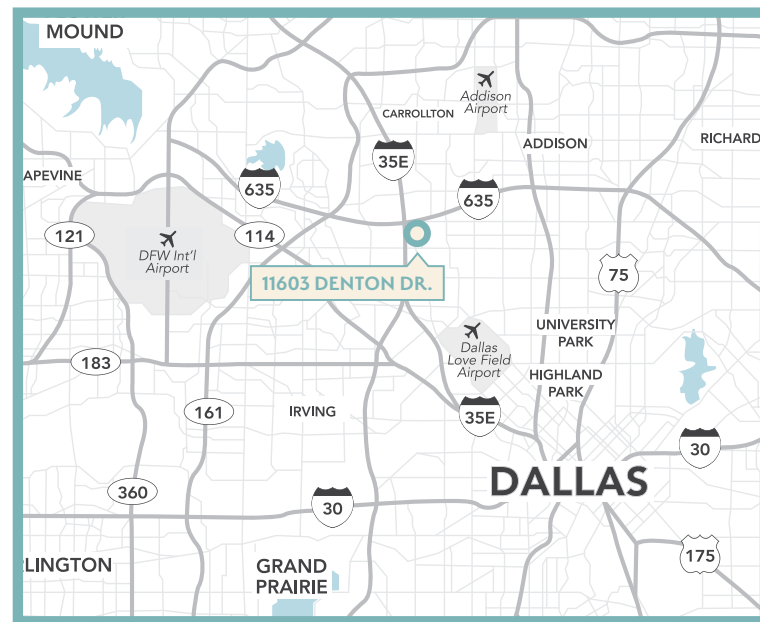 MOUND
Addison
Airport
CARROLLTON
ADDISON
RICHARD
35E
APEVINE
635
635
121
114
DFW Int'l
Airport
75
11603 DENTON DR.
UNIVERSITY
PARK
Dallas
Love Field
Airport
183
HIGHLAND
PARK
161
IRVING
35E
30
DALLAS
360
30
175
LINGTON
GRAND
PRAIRIE